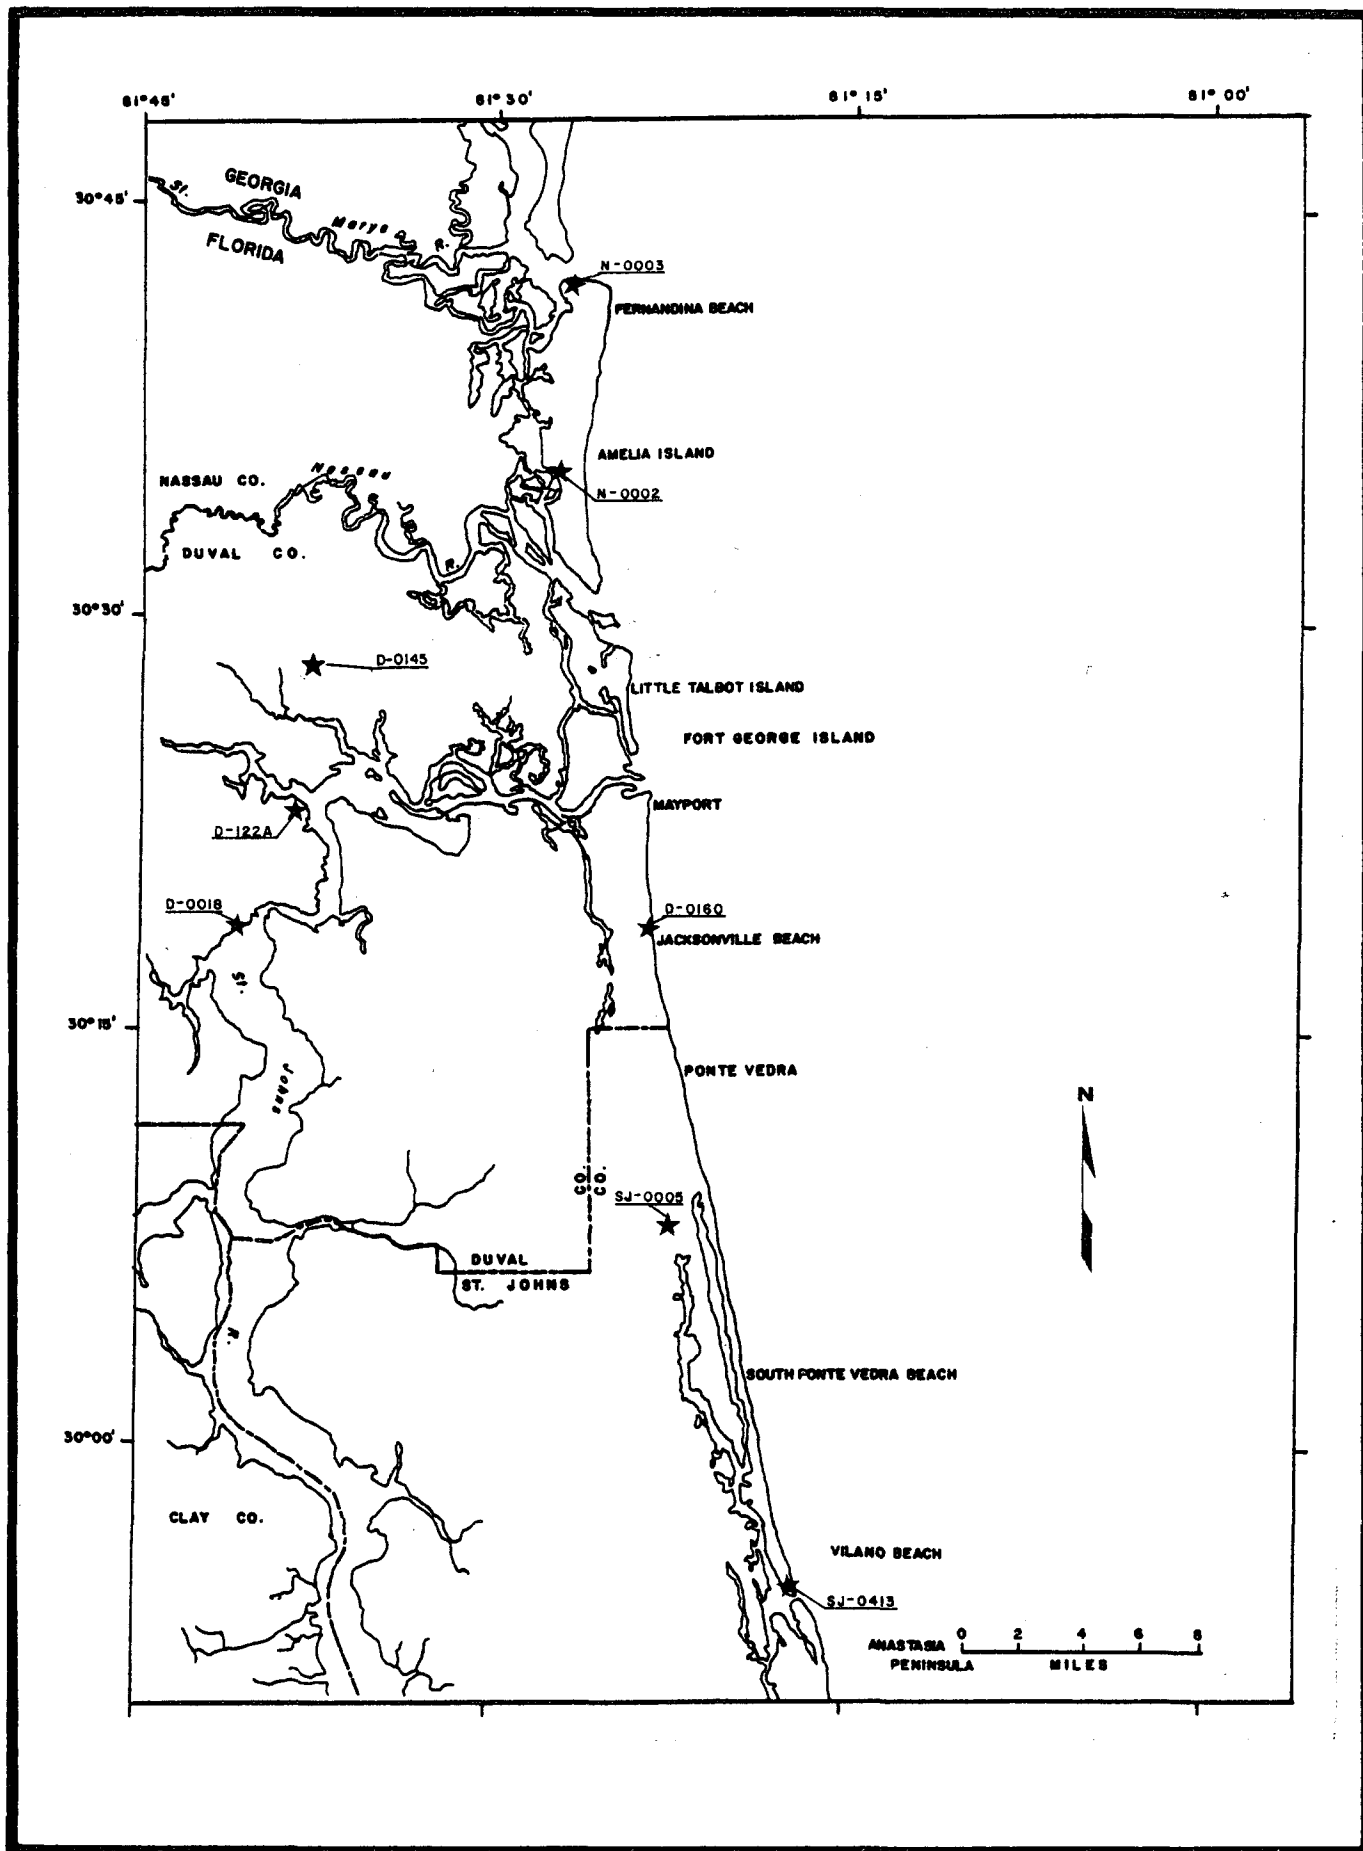 81°45' 81°30' 81°15' 81°00'
30°45'
GEORGIA
St. Marys R.
FLORIDA
N-0003
FERNANDINA BEACH
AMELIA ISLAND
N-0002
NASSAU CO.
Nassau R.
DUVAL CO.
30°30'
D-0145
LITTLE TALBOT ISLAND
FORT GEORGE ISLAND
MAYPORT
D-122A
D-0018
D-0160
JACKSONVILLE BEACH
St. Johns R.
30°15'
PONTE VEDRA
N
CO.
CO.
SJ-0005
DUVAL
ST. JOHNS
SOUTH PONTE VEDRA BEACH
30°00'
CLAY CO.
VILANO BEACH
SJ-0413
ANASTASIA
PENINSULA
0 2 4 6 8
MILES